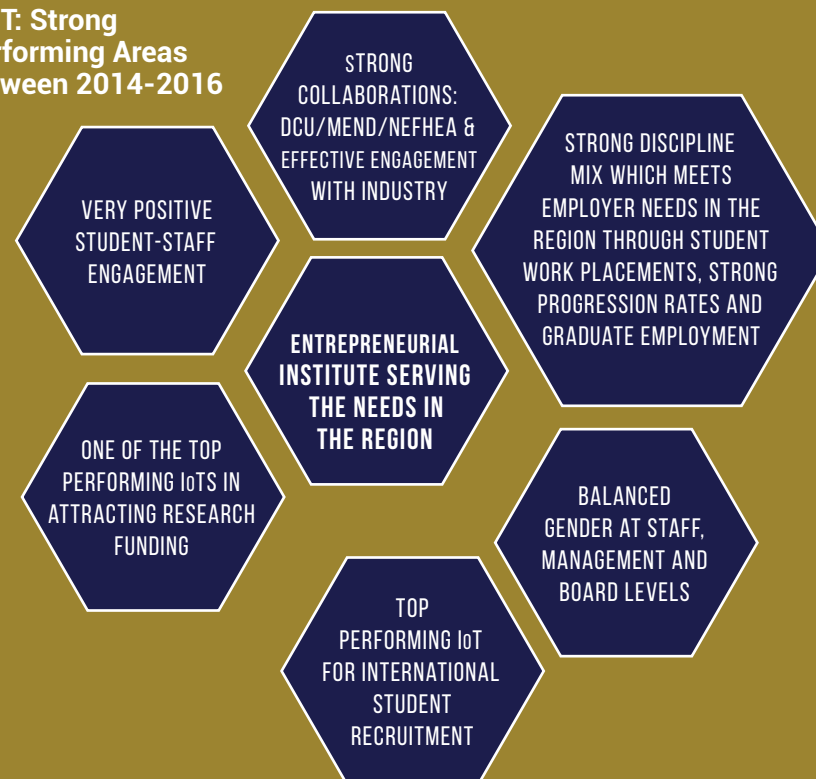 T: Strong
rforming Areas
ween 2014-2016
STRONG
COLLABORATIONS:
DCU/MEND/NEFHEA &
EFFECTIVE ENGAGEMENT
WITH INDUSTRY
VERY POSITIVE
STUDENT-STAFF
ENGAGEMENT
STRONG DISCIPLINE
MIX WHICH MEETS
EMPLOYER NEEDS IN THE
REGION THROUGH STUDENT
WORK PLACEMENTS, STRONG
PROGRESSION RATES AND
GRADUATE EMPLOYMENT
ENTREPRENEURIAL
INSTITUTE SERVING
THE NEEDS IN
THE REGION
ONE OF THE TOP
PERFORMING IoTS IN
ATTRACTING RESEARCH
FUNDING
BALANCED
GENDER AT STAFF,
MANAGEMENT AND
BOARD LEVELS
TOP
PERFORMING IoT
FOR INTERNATIONAL
STUDENT
RECRUITMENT